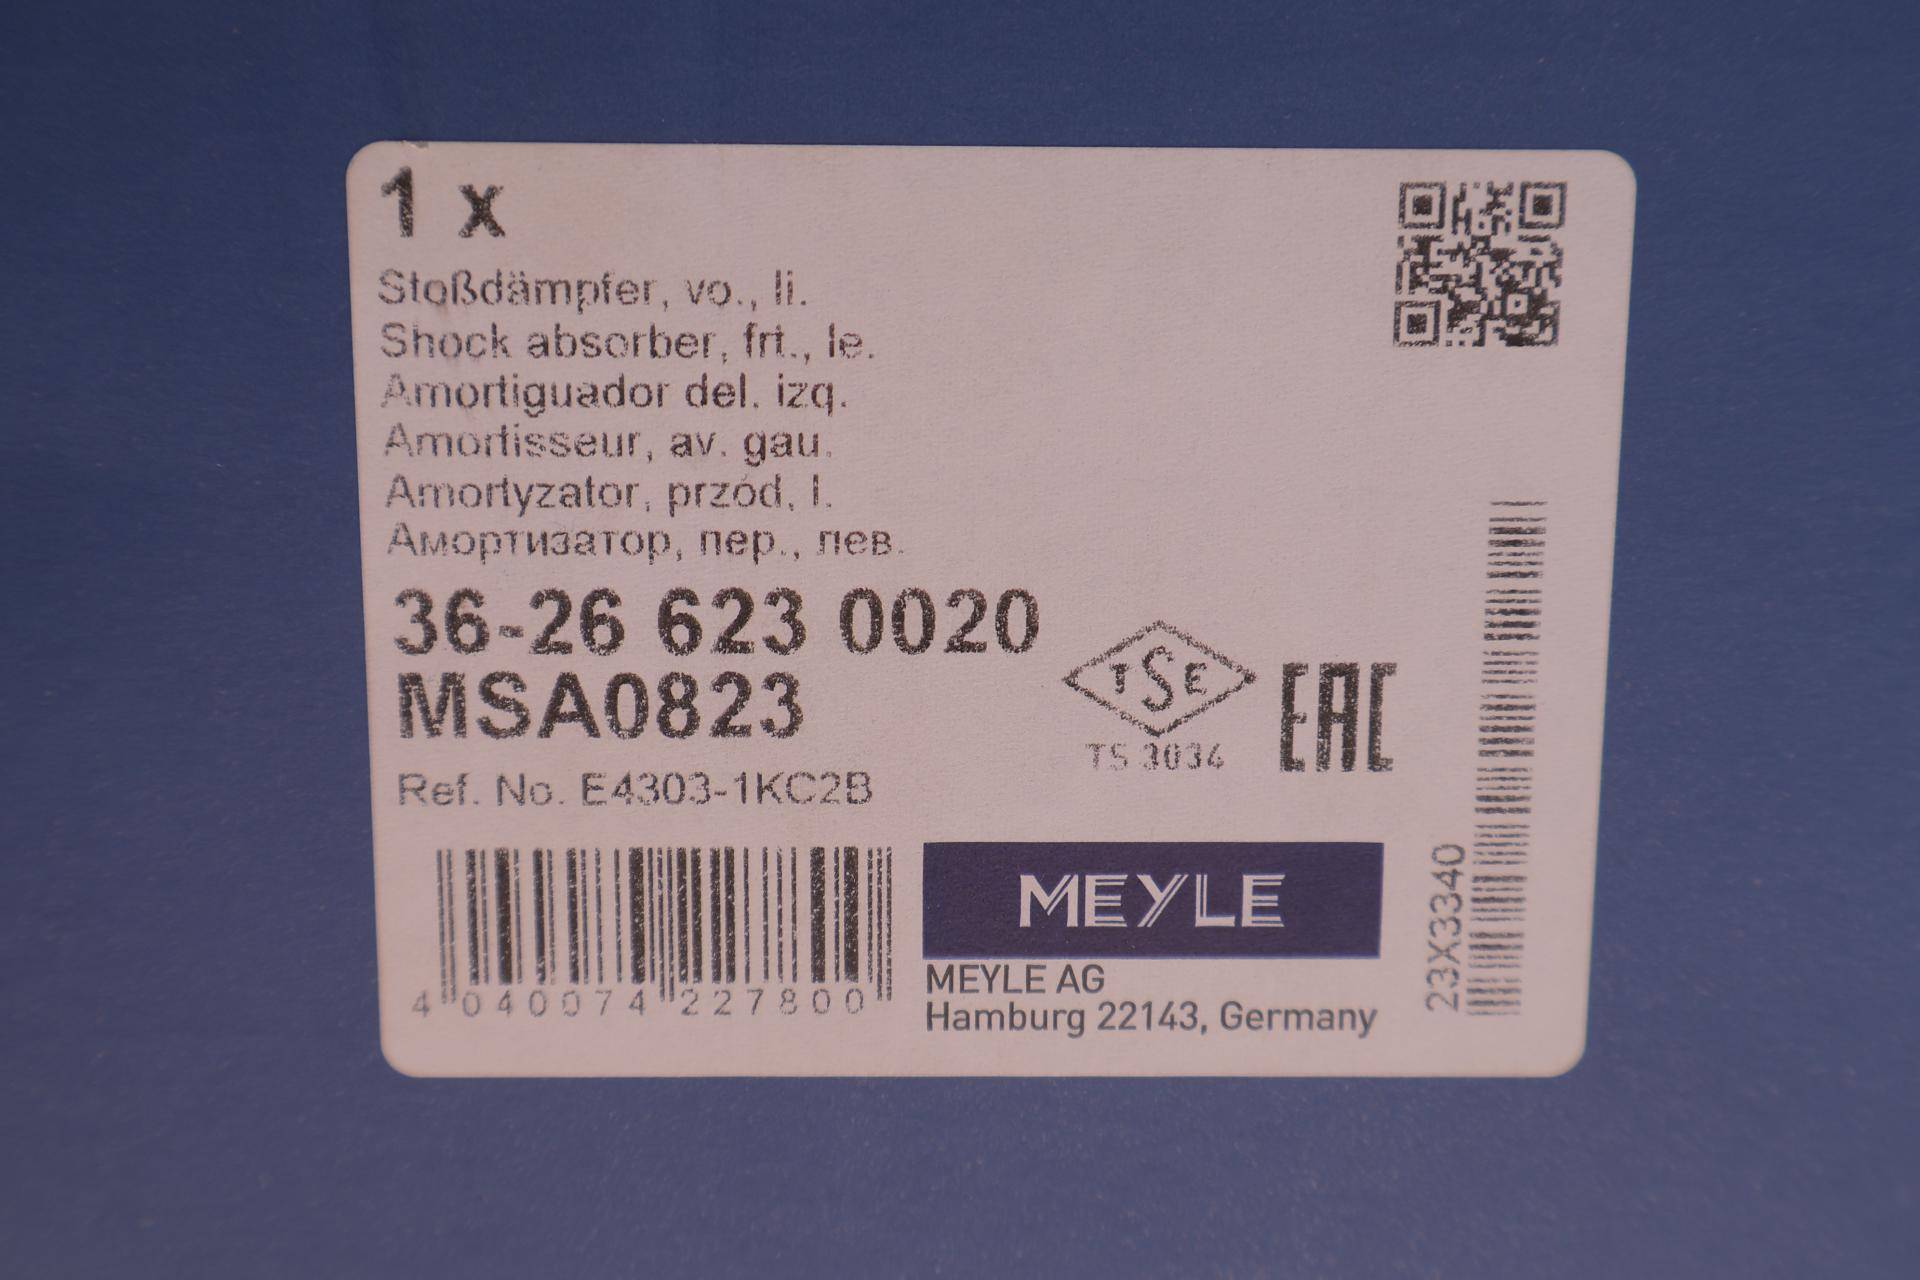 1 x
Stoßdämpfer, vo., li.
Shock absorber, frt., le.
Amortiguador del. izq.
Amortisseur, av. gau.
Amortyzator, przód, l.
Амортизатор, пер., лев.
36-26 623 0020
MSA0823
Ref. No. E4303-1KC2B
TSE
TS 3034
EAC
4 040074 227800
MEYLE
MEYLE AG
Hamburg 22143, Germany
23X3340